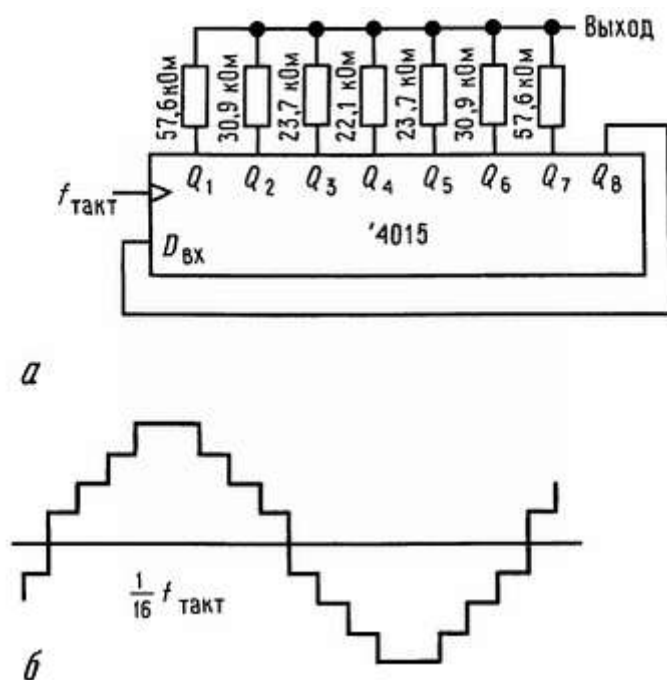 Выход
57,6 кОм 30,9 кОм 23,7 кОм 22,1 кОм 23,7 кОм 30,9 кОм 57,6 кОм
Q1 Q2 Q3 Q4 Q5 Q6 Q7 Q8
fтакт
'4015
Dвх
а
1/16 fтакт
б